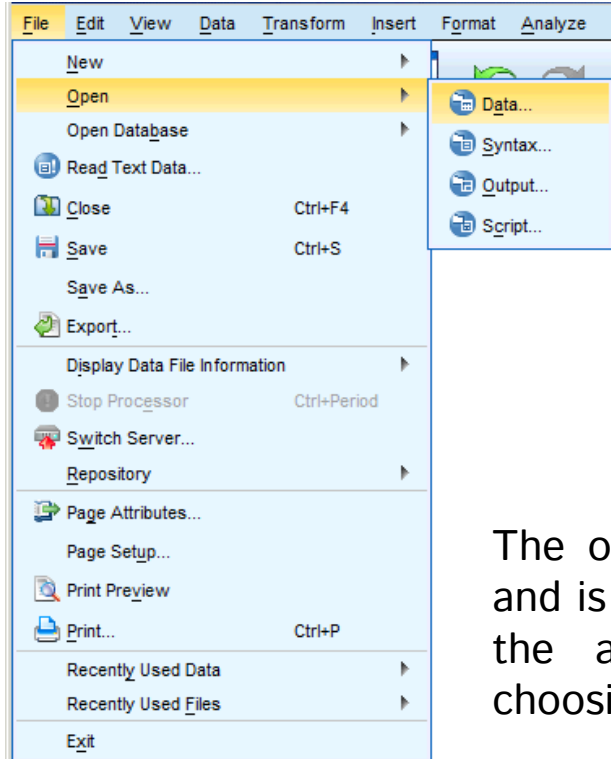 File Edit View Data Transform Insert Format Analyze
New
Open
Data...
Syntax...
Output...
Script...
Open Database
Read Text Data...
Close Ctrl+F4
Save Ctrl+S
Save As...
Export...
Display Data File Information
Stop Processor Ctrl+Period
Switch Server...
Repository
Page Attributes...
Page Setup...
Print Preview
Print... Ctrl+P
Recently Used Data
Recently Used Files
Exit
The
and is
the